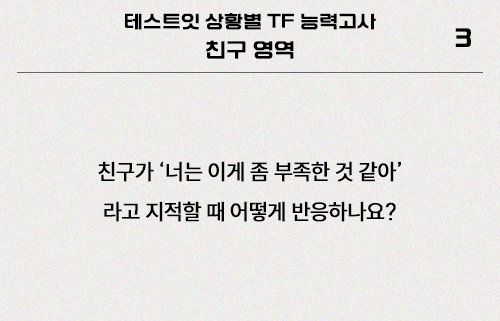 테스트잇 상황별 TF 능력고사
친구 영역
3
친구가 ‘너는 이게 좀 부족한 것 같아’
라고 지적할 때 어떻게 반응하나요?